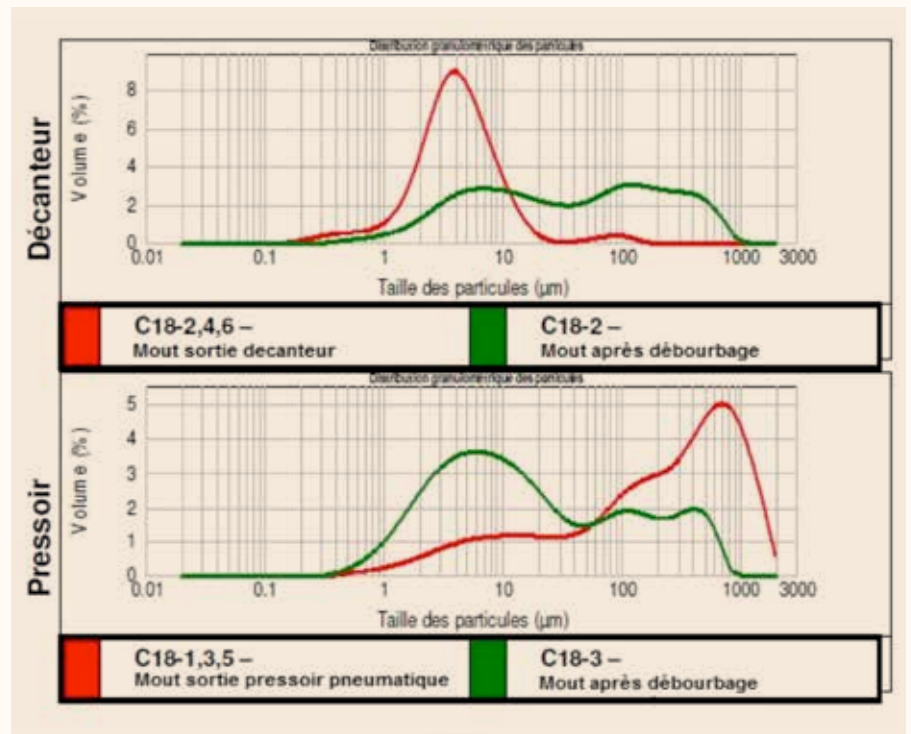 Distribution granulométrique des particules
Décanteur
Volume (%)
8
6
4
2
0
0.01 0.1 1 10 100 1000 3000
Taille des particules (µm)
C18-2,4,6 –
Mout sortie decanteur
C18-2 –
Mout après débourbage
Distribution granulométrique des particules
Pressoir
Volume (%)
5
4
3
2
1
0
0.01 0.1 1 10 100 1000 3000
Taille des particules (µm)
C18-1,3,5 –
Mout sortie pressoir pneumatique
C18-3 –
Mout après débourbage